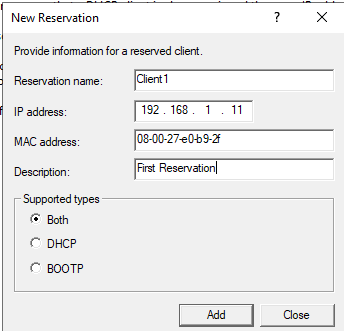 New Reservation
Provide information for a reserved client.
Reservation name: Client1
IP address: 192 . 168 . 1 . 11
MAC address: 08-00-27-e0-b9-2f
Description: First Reservation
Supported types
Both
DHCP
BOOTP
Add Close